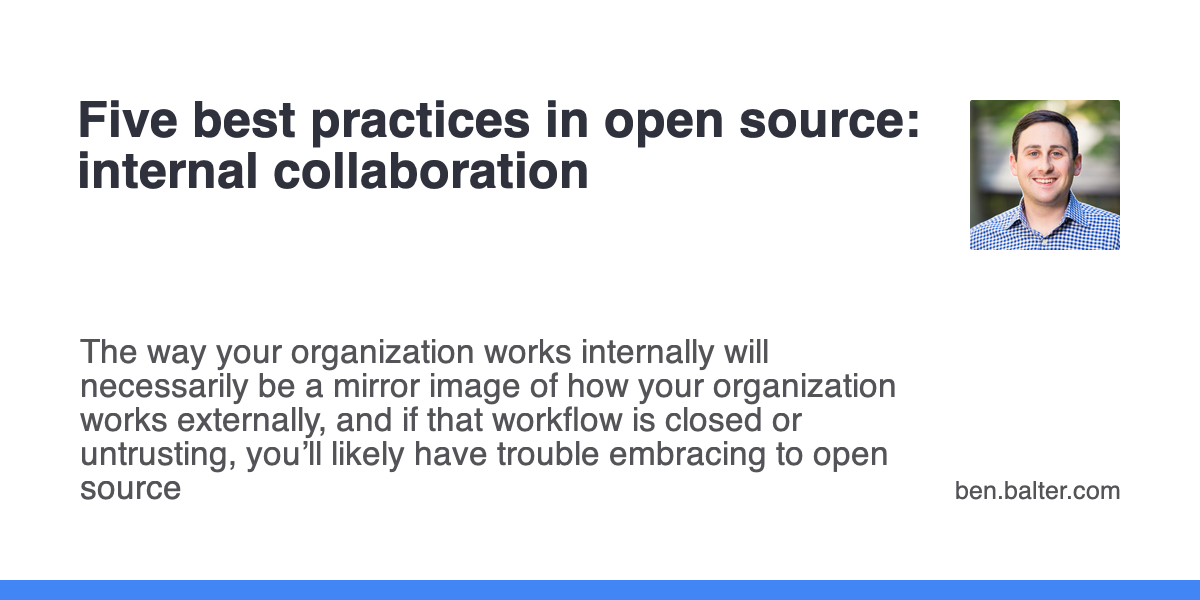 Five best practices in open source:
internal collaboration
The way your organization works internally will
necessarily be a mirror image of how your organization
works externally, and if that workflow is closed or
untrusting, you’ll likely have trouble embracing to open
source
ben.balter.com